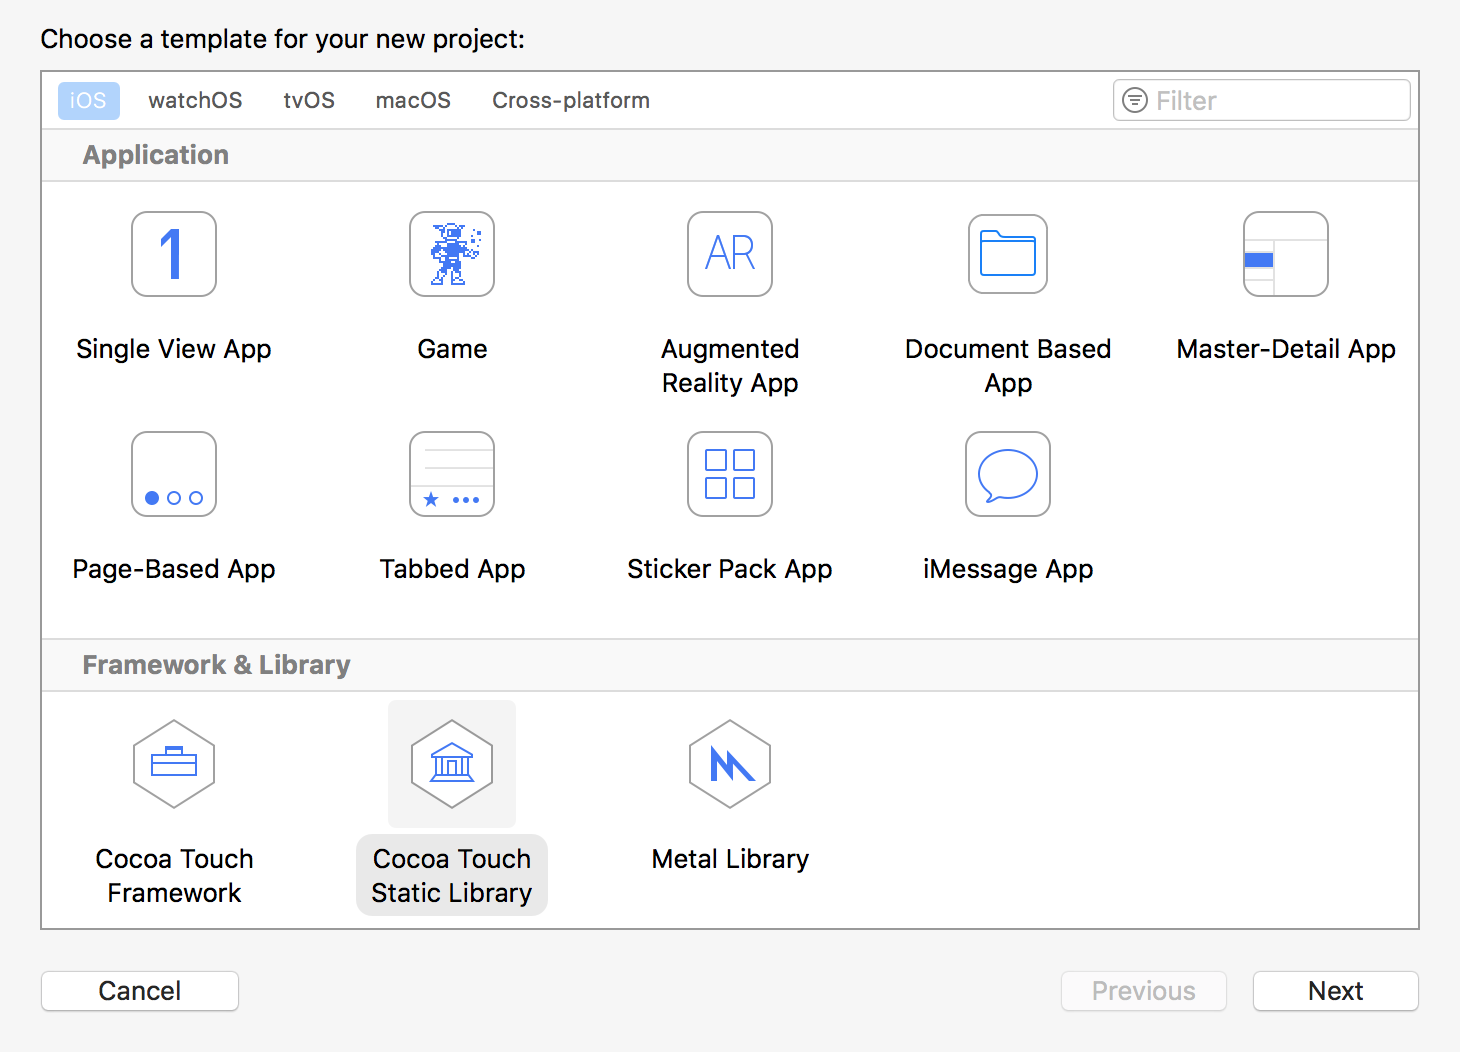 Choose a template for your new project:
iOS watchOS tvOS macOS Cross-platform Filter
Application
1
AR
Single View App Game Augmented Reality App Document Based App Master-Detail App
Page-Based App Tabbed App Sticker Pack App iMessage App
Framework & Library
Cocoa Touch Framework Cocoa Touch Static Library Metal Library
Cancel Previous Next